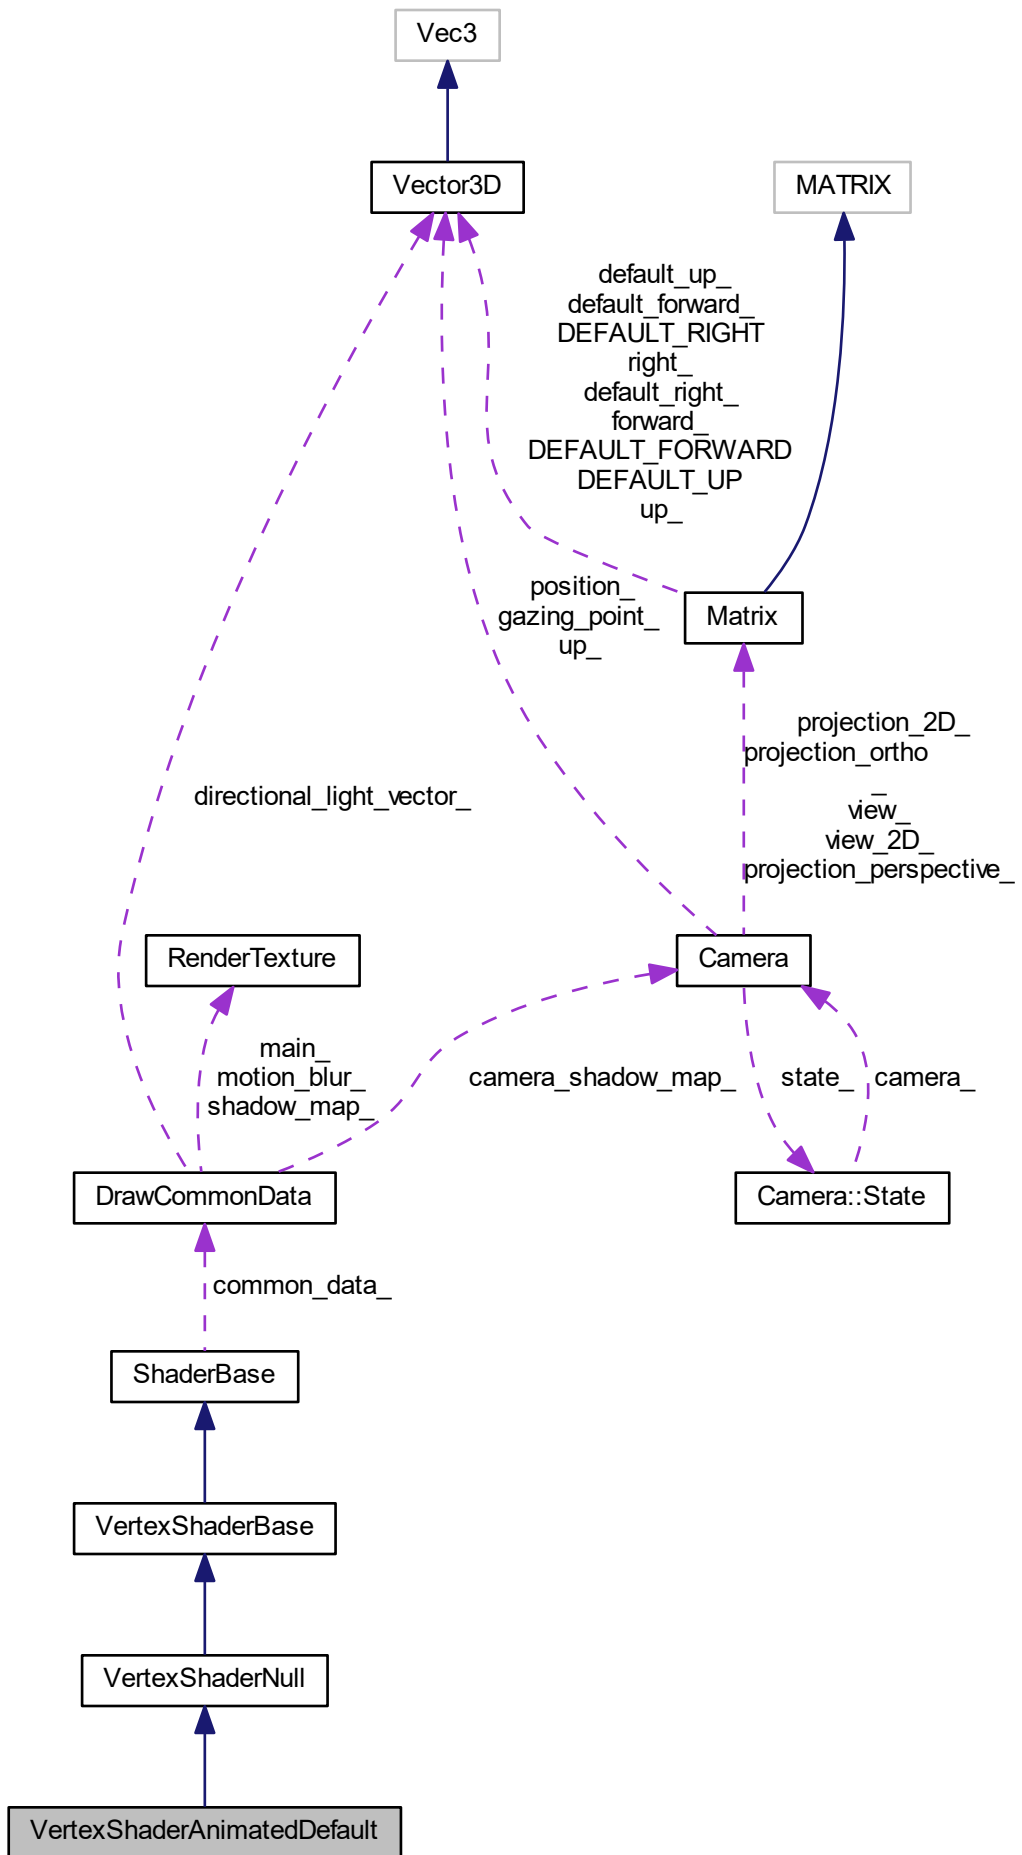 Vec3
Vector3D
MATRIX
default_up_
default_forward_
DEFAULT_RIGHT
right_
default_right_
forward_
DEFAULT_FORWARD
DEFAULT_UP
up_
position_
gazing_point_
up_
Matrix
projection_2D_
projection_ortho
_
view_
view_2D_
projection_perspective_
directional_light_vector_
RenderTexture
Camera
main_
motion_blur_
shadow_map_
camera_shadow_map_
state_
camera_
DrawCommonData
Camera::State
common_data_
ShaderBase
VertexShaderBase
VertexShaderNull
VertexShaderAnimatedDefault